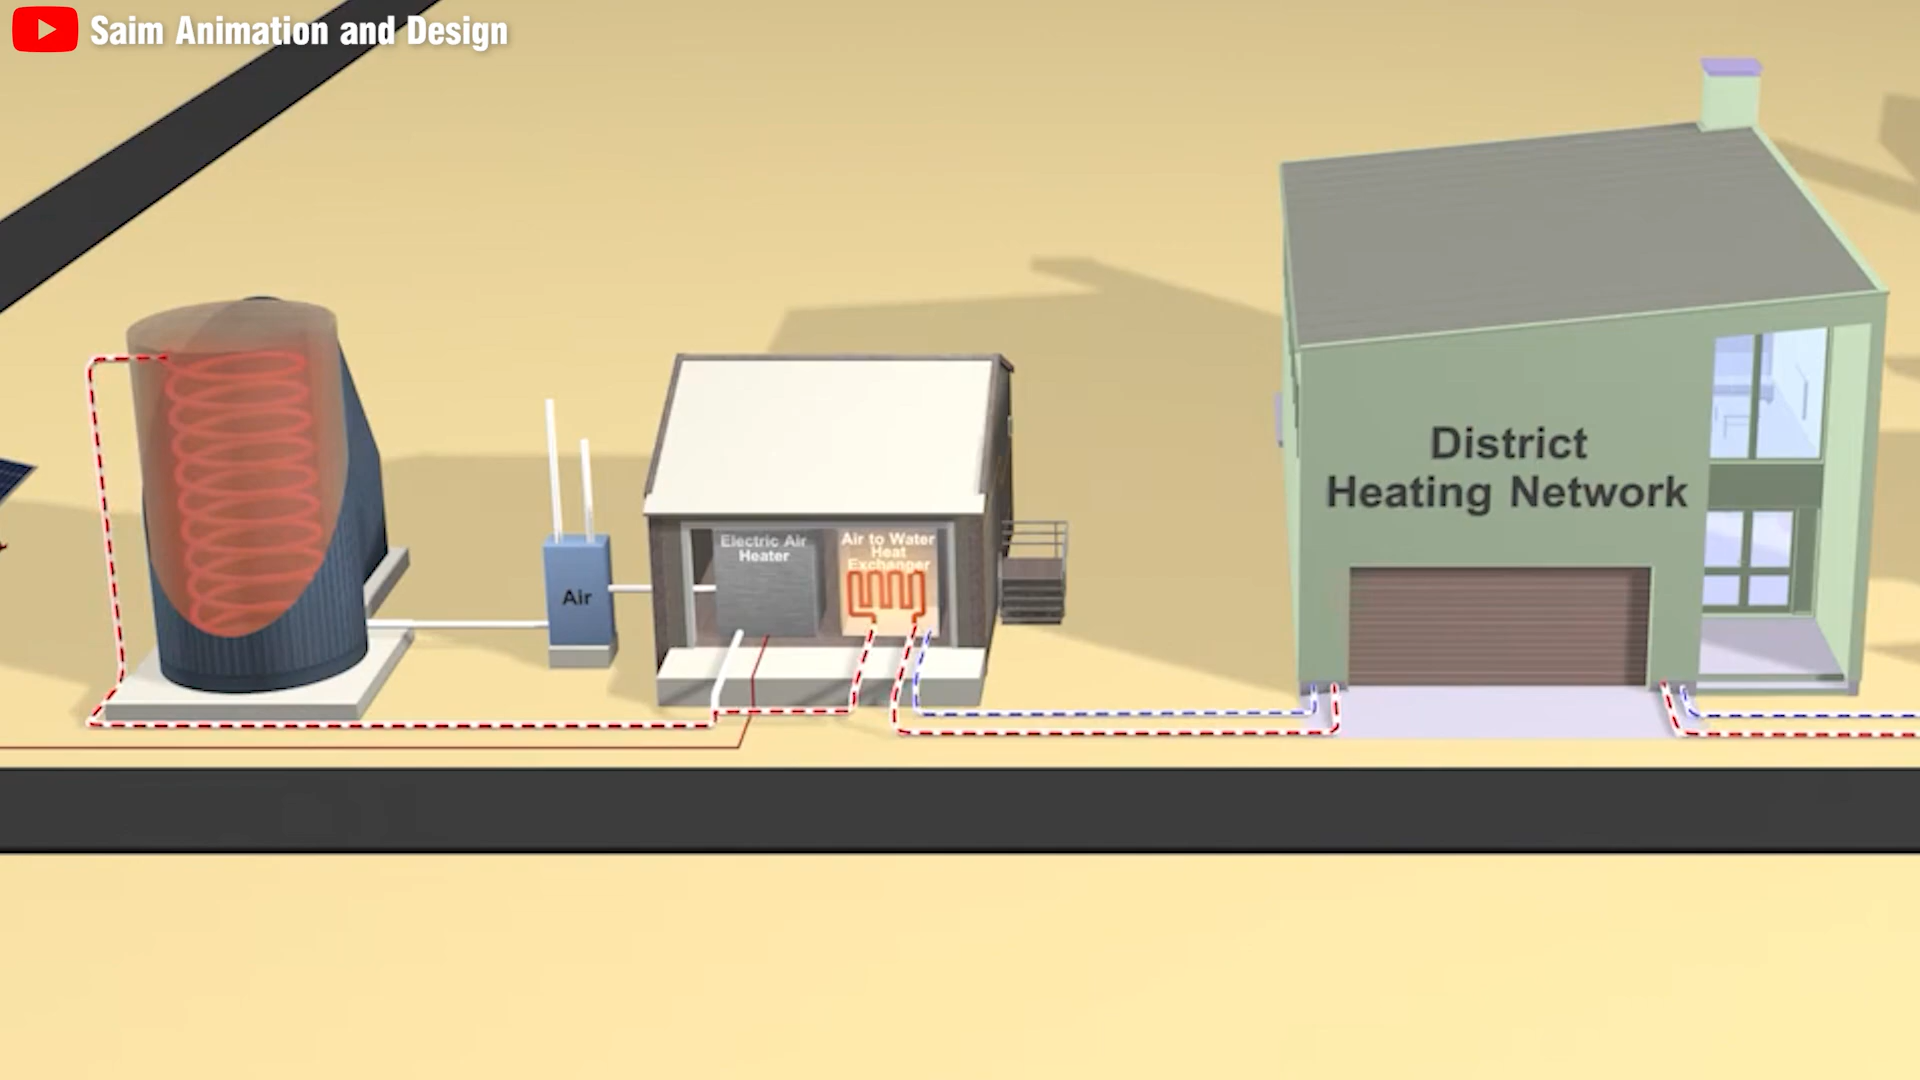 Saim Animation and Design
District
Heating Network
Electric Air
Heater
Air to Water
Heat
Exchanger
Air